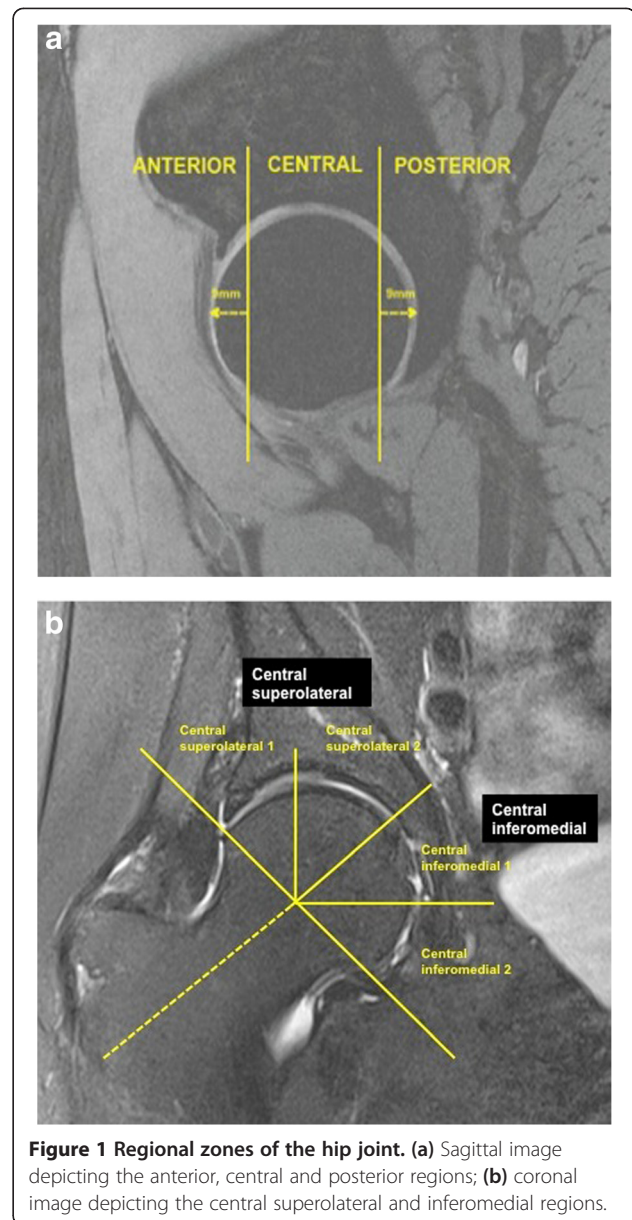 a
ANTERIOR CENTRAL POSTERIOR
9mm 9mm
b
Central
superolateral
Central
superolateral 1
Central
superolateral 2
Central
inferomedial
Central
inferomedial 1
Central
inferomedial 2
Figure 1 Regional zones of the hip joint. (a) Sagittal image
depicting the anterior, central and posterior regions; (b) coronal
image depicting the central superolateral and inferomedial regions.